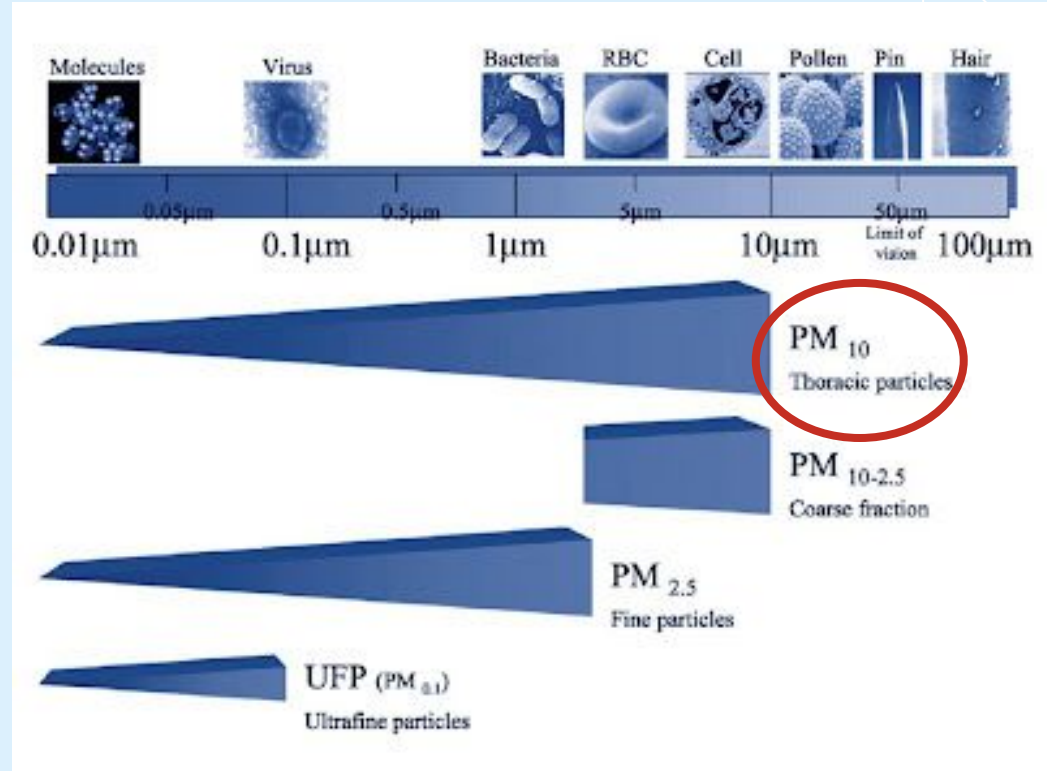 Molecules Virus Bacteria RBC Cell Pollen Pin Hair
0.05μm 0.5μm 5μm 50μm
0.01μm 0.1μm 1μm 10μm Limit of vision 100μm
PM 10
Thoracic particles
PM 10-2.5
Coarse fraction
PM 2.5
Fine particles
UFP (PM 0.1)
Ultrafine particles